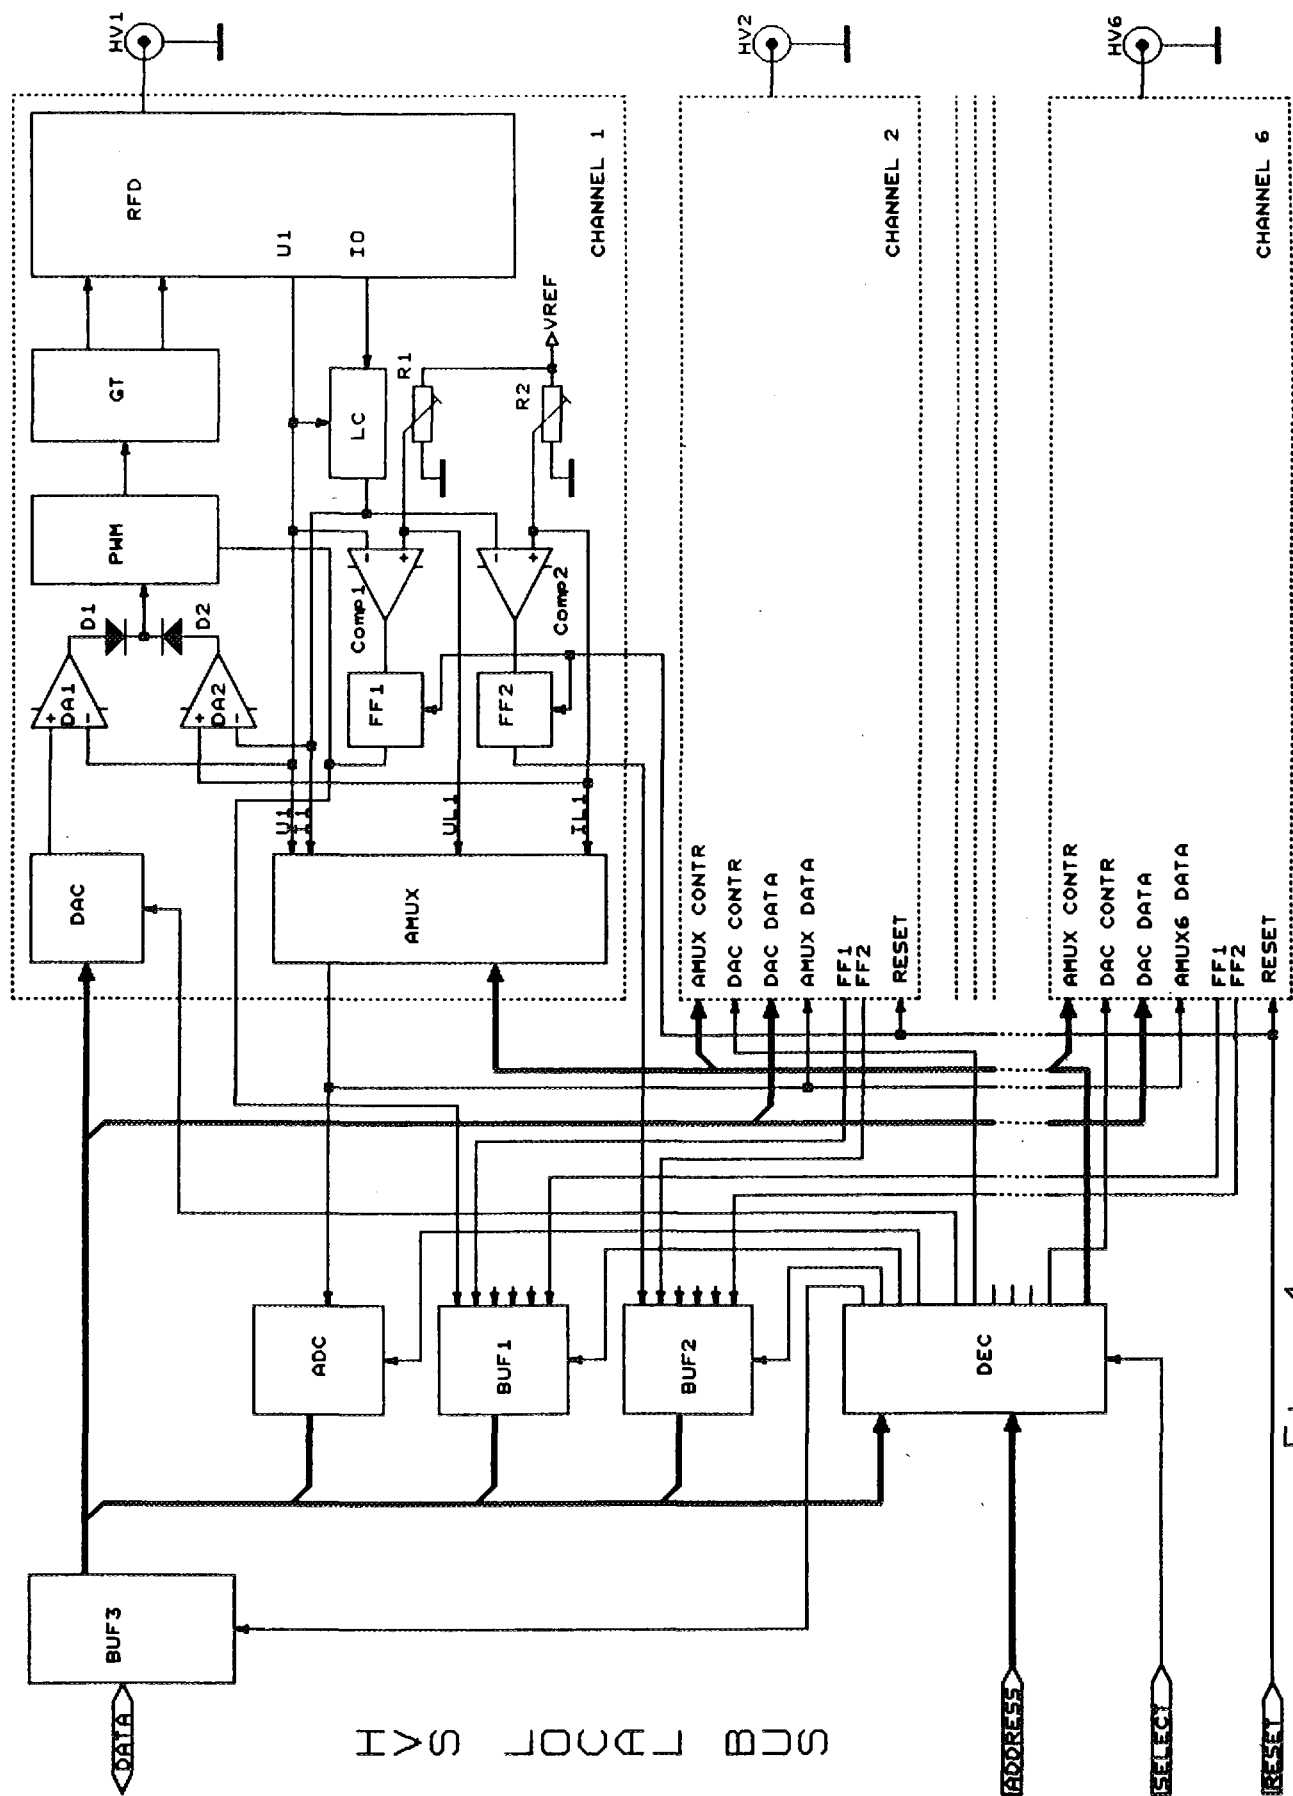 HV1
HV2
HV6
RFD
U1
IO
CHANNEL 1
CHANNEL 2
CHANNEL 6
GT
LC
R1
R2
VREF
PWM
D1
D2
DA1
DA2
Comp1
Comp2
FF1
FF2
U1
I1
UL1
IL1
DAC
AMUX
AMUX CONTR
DAC CONTR
DAC DATA
AMUX DATA
FF1
FF2
RESET
AMUX CONTR
DAC CONTR
DAC DATA
AMUX6 DATA
FF1
FF2
RESET
ADC
BUF1
BUF2
DEC
BUF3
DATA
HVS LOCAL BUS
ADDRESS
SELECT
RESET